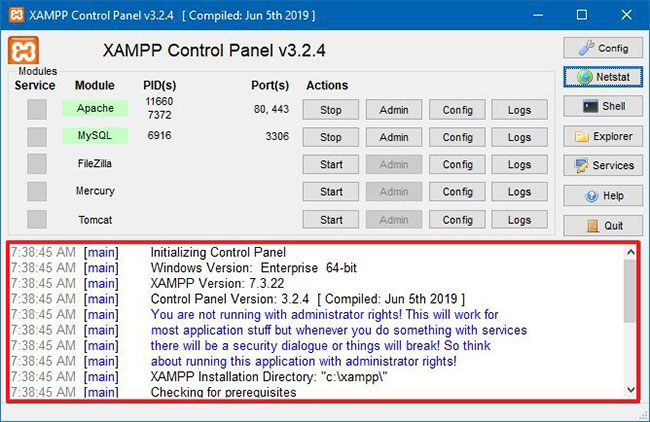 XAMPP Control Panel v3.2.4 [ Compiled: Jun 5th 2019 ]
XAMPP Control Panel v3.2.4
Config
Modules
Service Module PID(s) Port(s) Actions
Netstat
Apache 11660 7372 80, 443 Stop Admin Config Logs
Shell
MySQL 6916 3306 Stop Admin Config Logs
Explorer
FileZilla Start Admin Config Logs
Services
Mercury Start Admin Config Logs
Help
Tomcat Start Admin Config Logs
Quit
7:38:45 AM [main] Initializing Control Panel
7:38:45 AM [main] Windows Version: Enterprise 64-bit
7:38:45 AM [main] XAMPP Version: 7.3.22
7:38:45 AM [main] Control Panel Version: 3.2.4 [ Compiled: Jun 5th 2019 ]
7:38:45 AM [main] You are not running with administrator rights! This will work for
7:38:45 AM [main] most application stuff but whenever you do something with services
7:38:45 AM [main] there will be a security dialogue or things will break! So think
7:38:45 AM [main] about running this application with administrator rights!
7:38:45 AM [main] XAMPP Installation Directory: "c:\xampp\"
7:38:45 AM [main] Checking for prerequisites